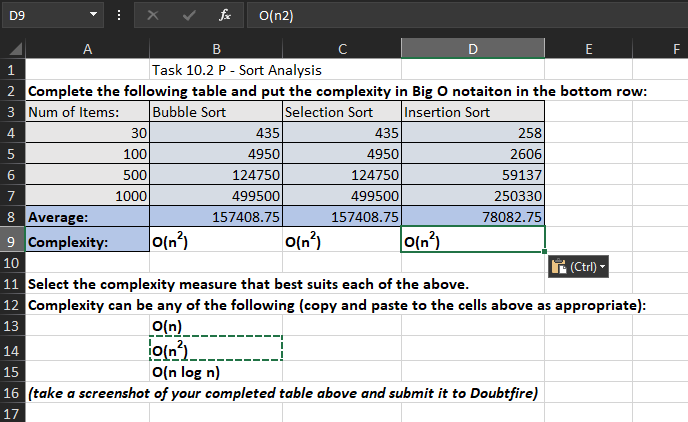 D9 fx O(n2)
A B C D E F
1 Task 10.2 P - Sort Analysis
2 Complete the following table and put the complexity in Big O notaiton in the bottom row:
3 Num of Items: Bubble Sort Selection Sort Insertion Sort
4 30 435 435 258
5 100 4950 4950 2606
6 500 124750 124750 59137
7 1000 499500 499500 250330
8 Average: 157408.75 157408.75 78082.75
9 Complexity: O(n²) O(n²) O(n²)
10 (Ctrl)
11 Select the complexity measure that best suits each of the above.
12 Complexity can be any of the following (copy and paste to the cells above as appropriate):
13 O(n)
14 O(n²)
15 O(n log n)
16 (take a screenshot of your completed table above and submit it to Doubtfire)
17